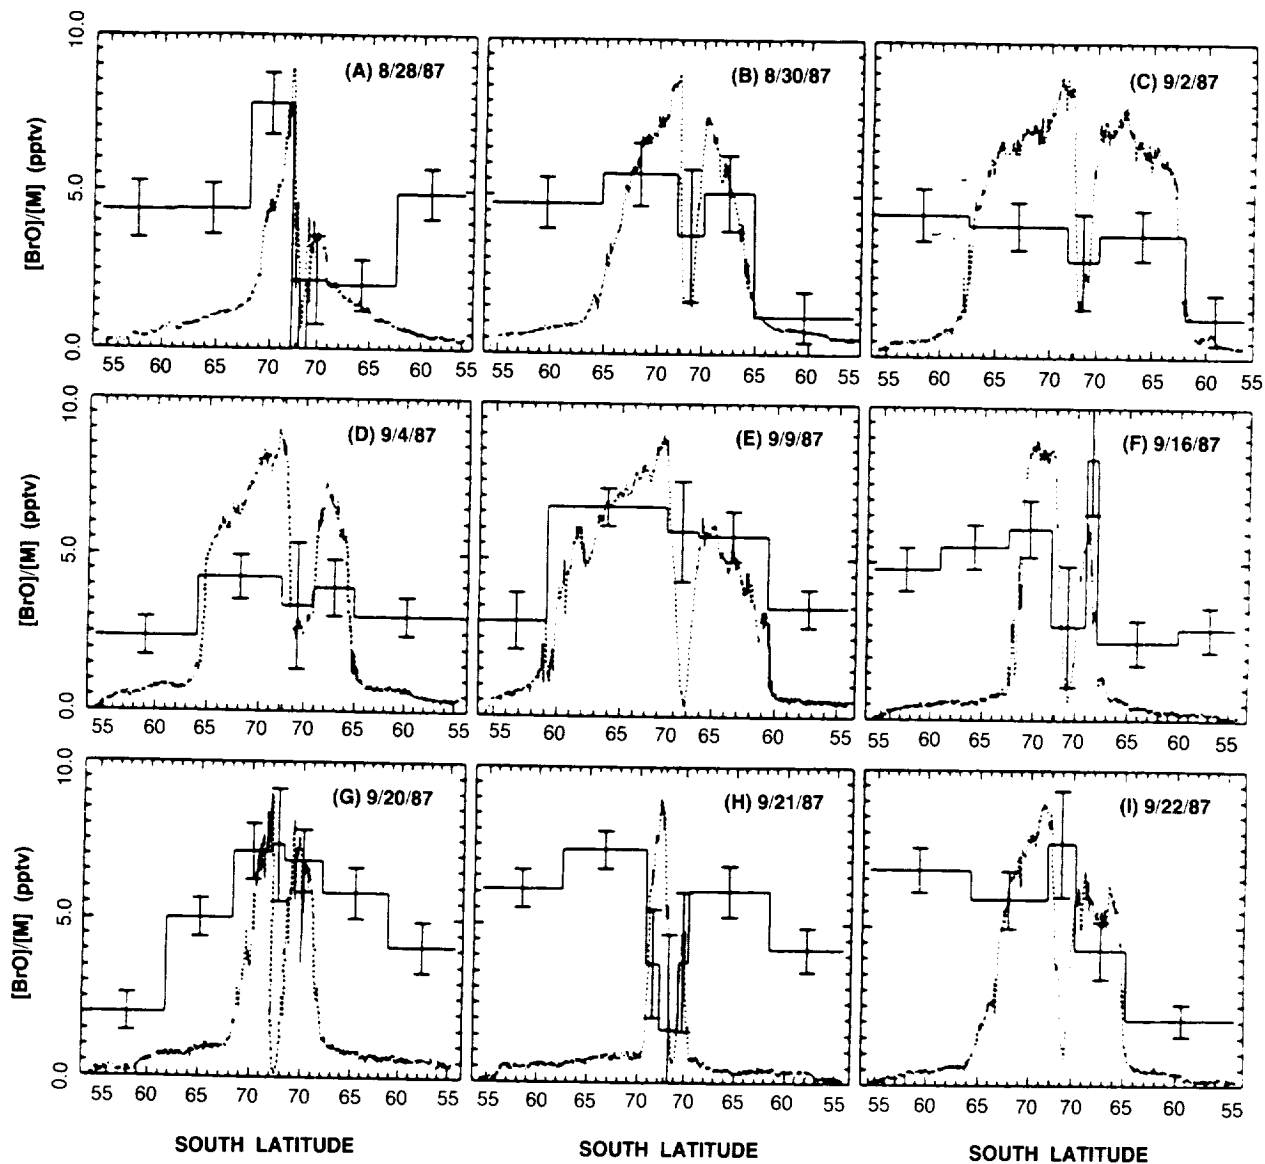 10.0
5.0
0.0
[BrO]/[M] (pptv)
(A) 8/28/87
(B) 8/30/87
(C) 9/2/87
55 60 65 70 70 65 60 55
55 60 65 70 70 65 60 55
60 65 70 70 65 60 55
10.0
5.0
0.0
[BrO]/[M] (pptv)
(D) 9/4/87
(E) 9/9/87
(F) 9/16/87
55 60 65 70 70 65 60 55
55 60 65 70 65 60 55
55 60 65 70 70 65 60 55
10.0
5.0
0.0
[BrO]/[M] (pptv)
(G) 9/20/87
(H) 9/21/87
(I) 9/22/87
55 60 65 70 70 65 60 55
55 60 65 70 70 65 60 55
55 60 65 70 70 65 60 55
SOUTH LATITUDE
SOUTH LATITUDE
SOUTH LATITUDE